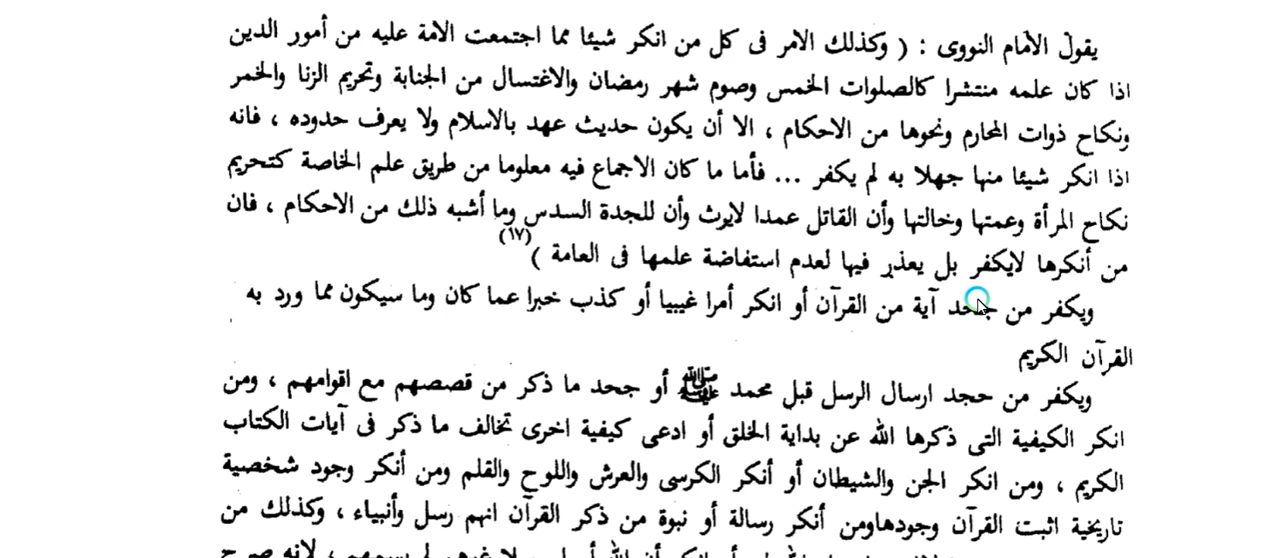 يقول الأمام النووى : ( وكذلك الامر فى كل من انكر شيئا مما اجتمعت الامة عليه من أمور الدين
اذا كان علمه منتشرا كالصلوات الخمس وصوم شهر رمضان والاغتسال من الجنابة وتحريم الزنا والخمر
ونكاح ذوات المحارم ونحوها من الاحكام ، الا أن يكون حديث عهد بالاسلام ولا يعرف حدوده ، فانه
اذا انكر شيئا منها جهلا به لم يكفر ... فأما ما كان الاجماع فيه معلوما من طريق علم الخاصة كتحريم
نكاح المرأة وعمتها وخالتها وأن القاتل عمدا لايرث وأن للجدة السدس وما أشبه ذلك من الاحكام ، فان
من أنكرها لايكفر بل يعذر فيها لعدم استفاضة علمها فى العامة )(١٧)
ويكفر من جحد آية من القرآن أو انكر أمرا غيبيا أو كذب خبرا عما كان وما سيكون مما ورد به
القرآن الكريم
ويكفر من حجد ارسال الرسل قبل محمد ﷺ أو جحد ما ذكر من قصصهم مع اقوامهم ، ومن
انكر الكيفية التى ذكرها الله عن بداية الخلق أو ادعى كيفية اخرى تخالف ما ذكر فى آيات الكتاب
الكريم ، ومن انكر الجن والشيطان أو أنكر الكرسى والعرش واللوح والقلم ومن أنكر وجود شخصية
تاريخية اثبت القرآن وجودهاومن أنكر رسالة أو نبوة من ذكر القرآن انهم رسل وأنبياء ، وكذلك من